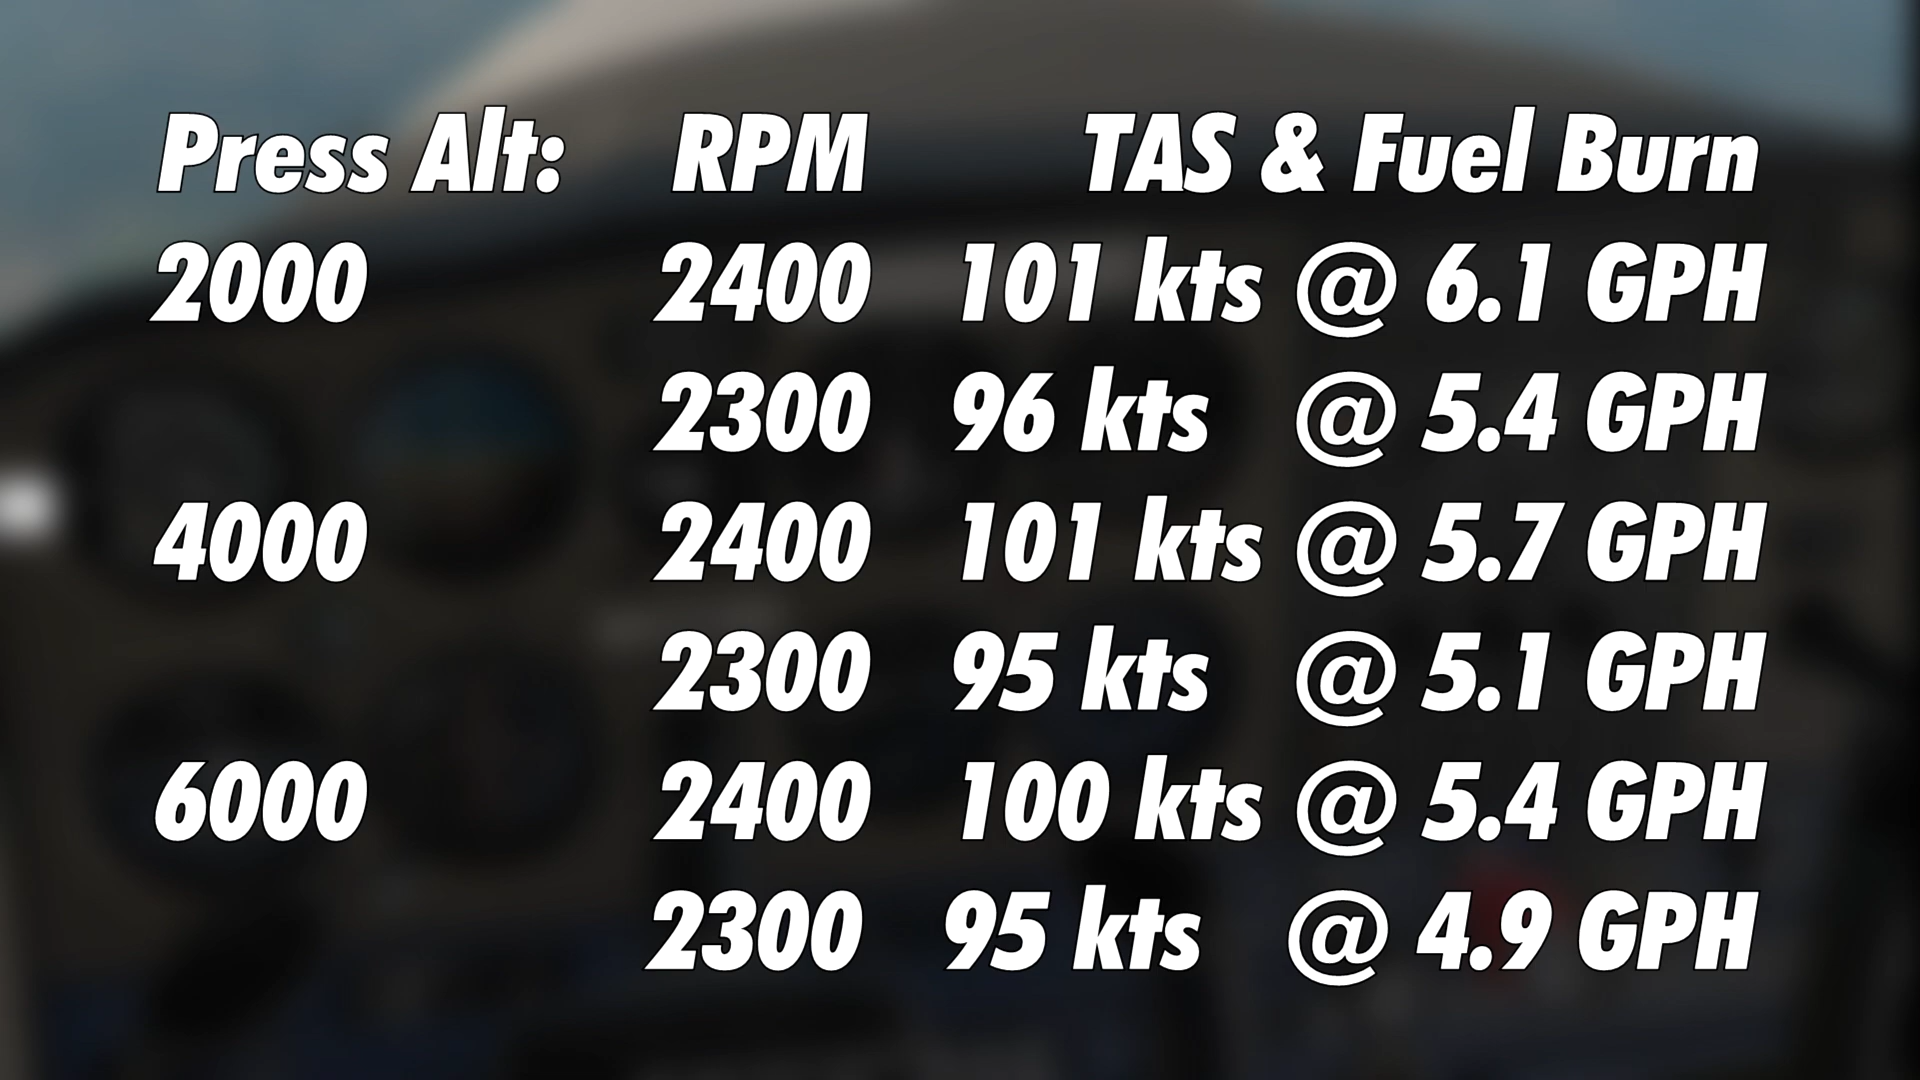 Press Alt: RPM TAS & Fuel Burn
2000 2400 101 kts @ 6.1 GPH
2300 96 kts @ 5.4 GPH
4000 2400 101 kts @ 5.7 GPH
2300 95 kts @ 5.1 GPH
6000 2400 100 kts @ 5.4 GPH
2300 95 kts @ 4.9 GPH